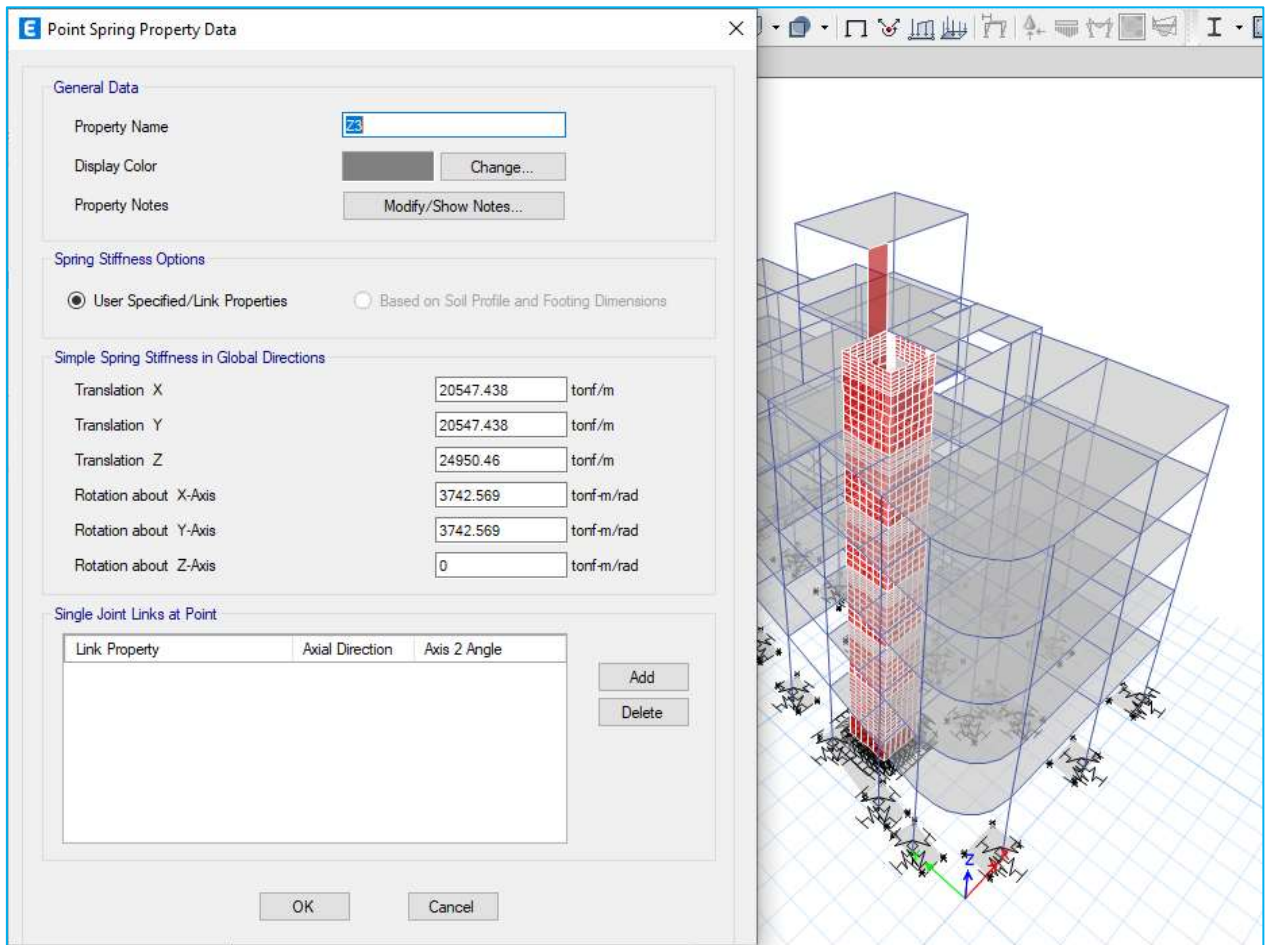 E Point Spring Property Data
General Data
Property Name Z3
Display Color Change...
Property Notes Modify/Show Notes...
Spring Stiffness Options
User Specified/Link Properties Based on Soil Profile and Footing Dimensions
Simple Spring Stiffness in Global Directions
Translation X 20547.438 tonf/m
Translation Y 20547.438 tonf/m
Translation Z 24950.46 tonf/m
Rotation about X-Axis 3742.569 tonf-m/rad
Rotation about Y-Axis 3742.569 tonf-m/rad
Rotation about Z-Axis 0 tonf-m/rad
Single Joint Links at Point
Link Property Axial Direction Axis 2 Angle
Add
Delete
OK Cancel
Z